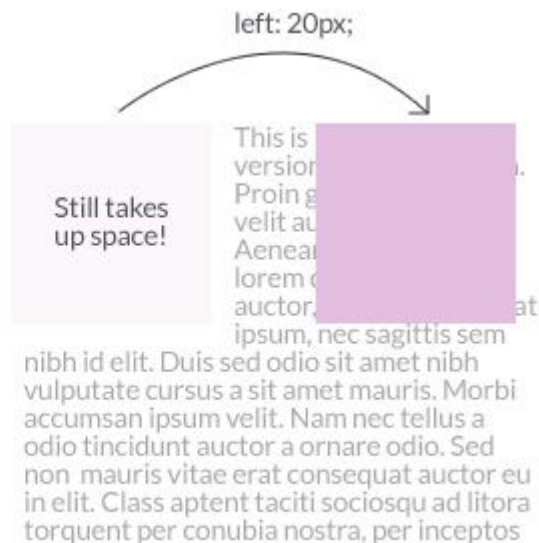 left: 20px;
Still takes
up space!
This is
version .
Proin g
velit au
Aenean
lorem
auctor, at
ipsum, nec sagittis sem
nibh id elit. Duis sed odio sit amet nibh
vulputate cursus a sit amet mauris. Morbi
accumsan ipsum velit. Nam nec tellus a
odio tincidunt auctor a ornare odio. Sed
non mauris vitae erat consequat auctor eu
in elit. Class aptent taciti sociosqu ad litora
torquent per conubia nostra, per inceptos